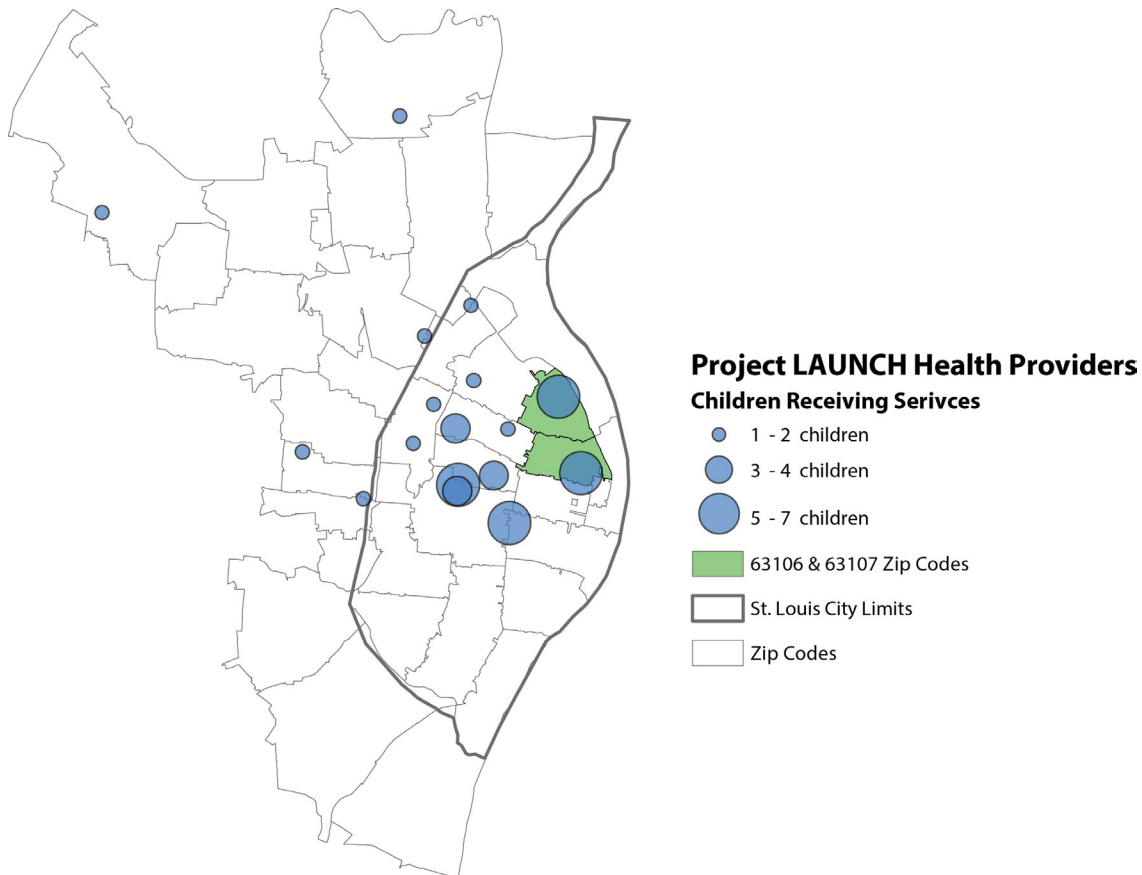 Project LAUNCH Health Providers
Children Receiving Serivce
1 - 2 children
3 - 4 children
5 - 7 children
63106 & 63107 Zip Codes
St. Louis City Limits
Zip Codes